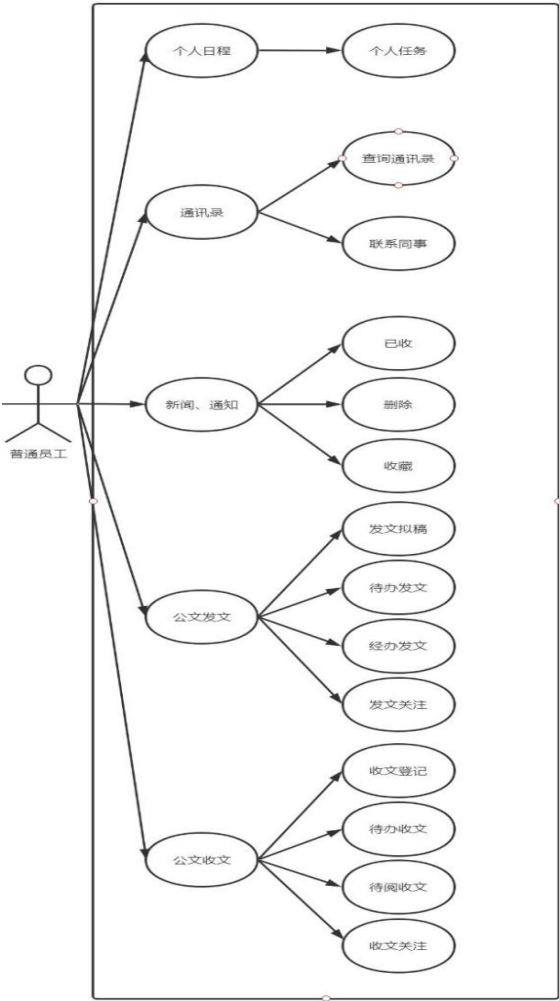 个人日程
个人任务
查询通讯录
通讯录
联系同事
已收
新闻、通知
删除
普通员工
收藏
发文拟稿
待办发文
公文发文
经办发文
发文关注
收文登记
待办收文
公文收文
待阅收文
收文关注